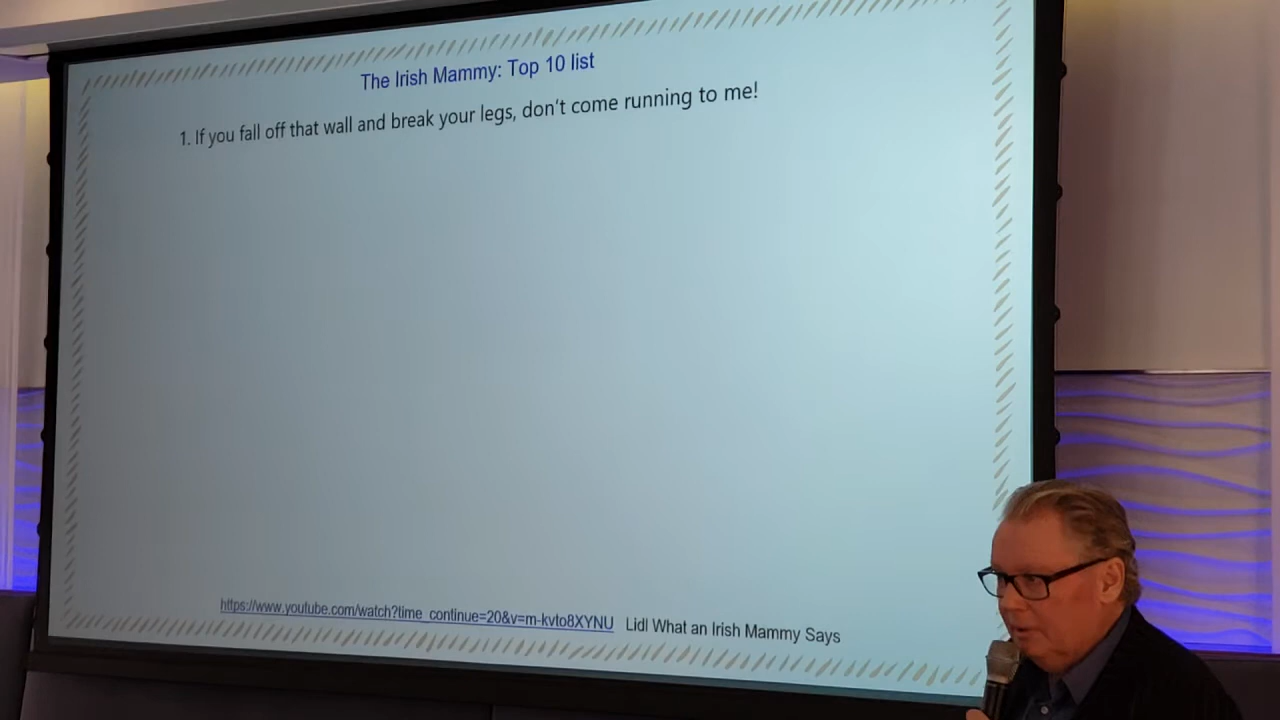 The Irish Mammy: Top 10 list
1. If you fall off that wall and break your legs, don't come running to me!
https://www.youtube.com/watch?time_continue=20&v=m-kvto8XYNU Lidl What an Irish Mammy Says